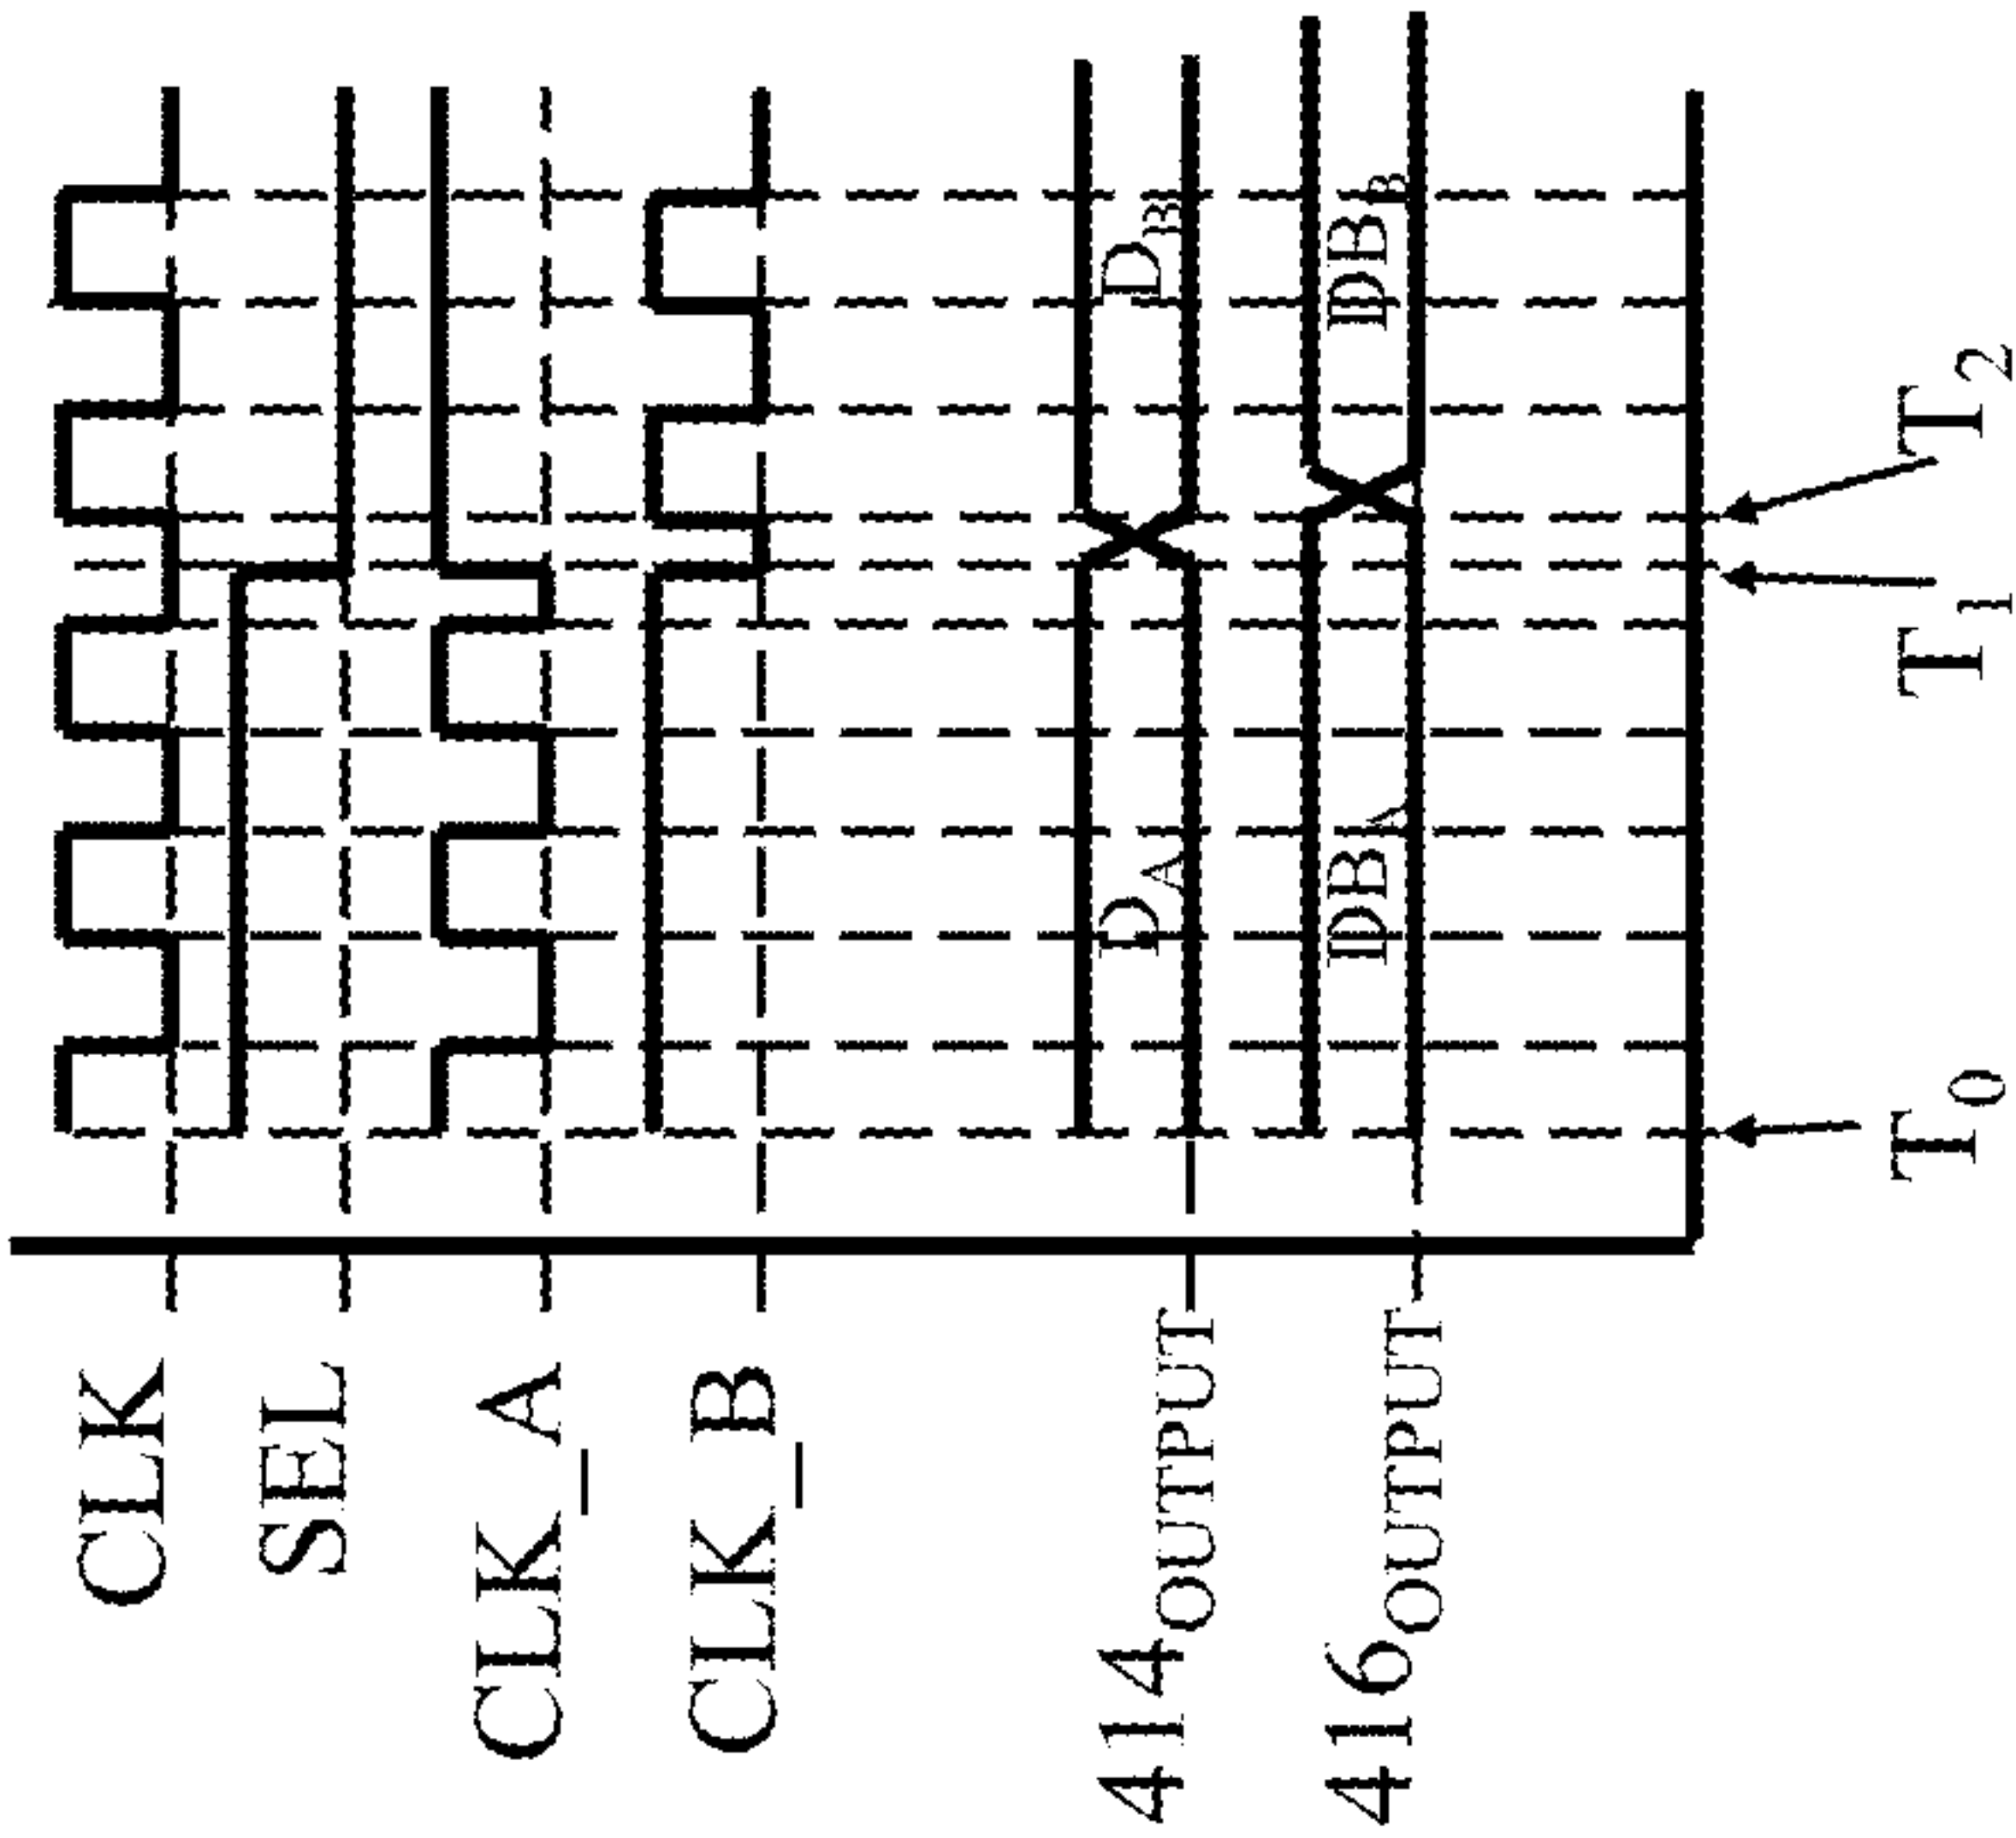 CLK
SEL
CLK_A
CLK_B
414OUTPUT
DA
DB
416OUTPUT
DBA
DBB
T0
T1
T2